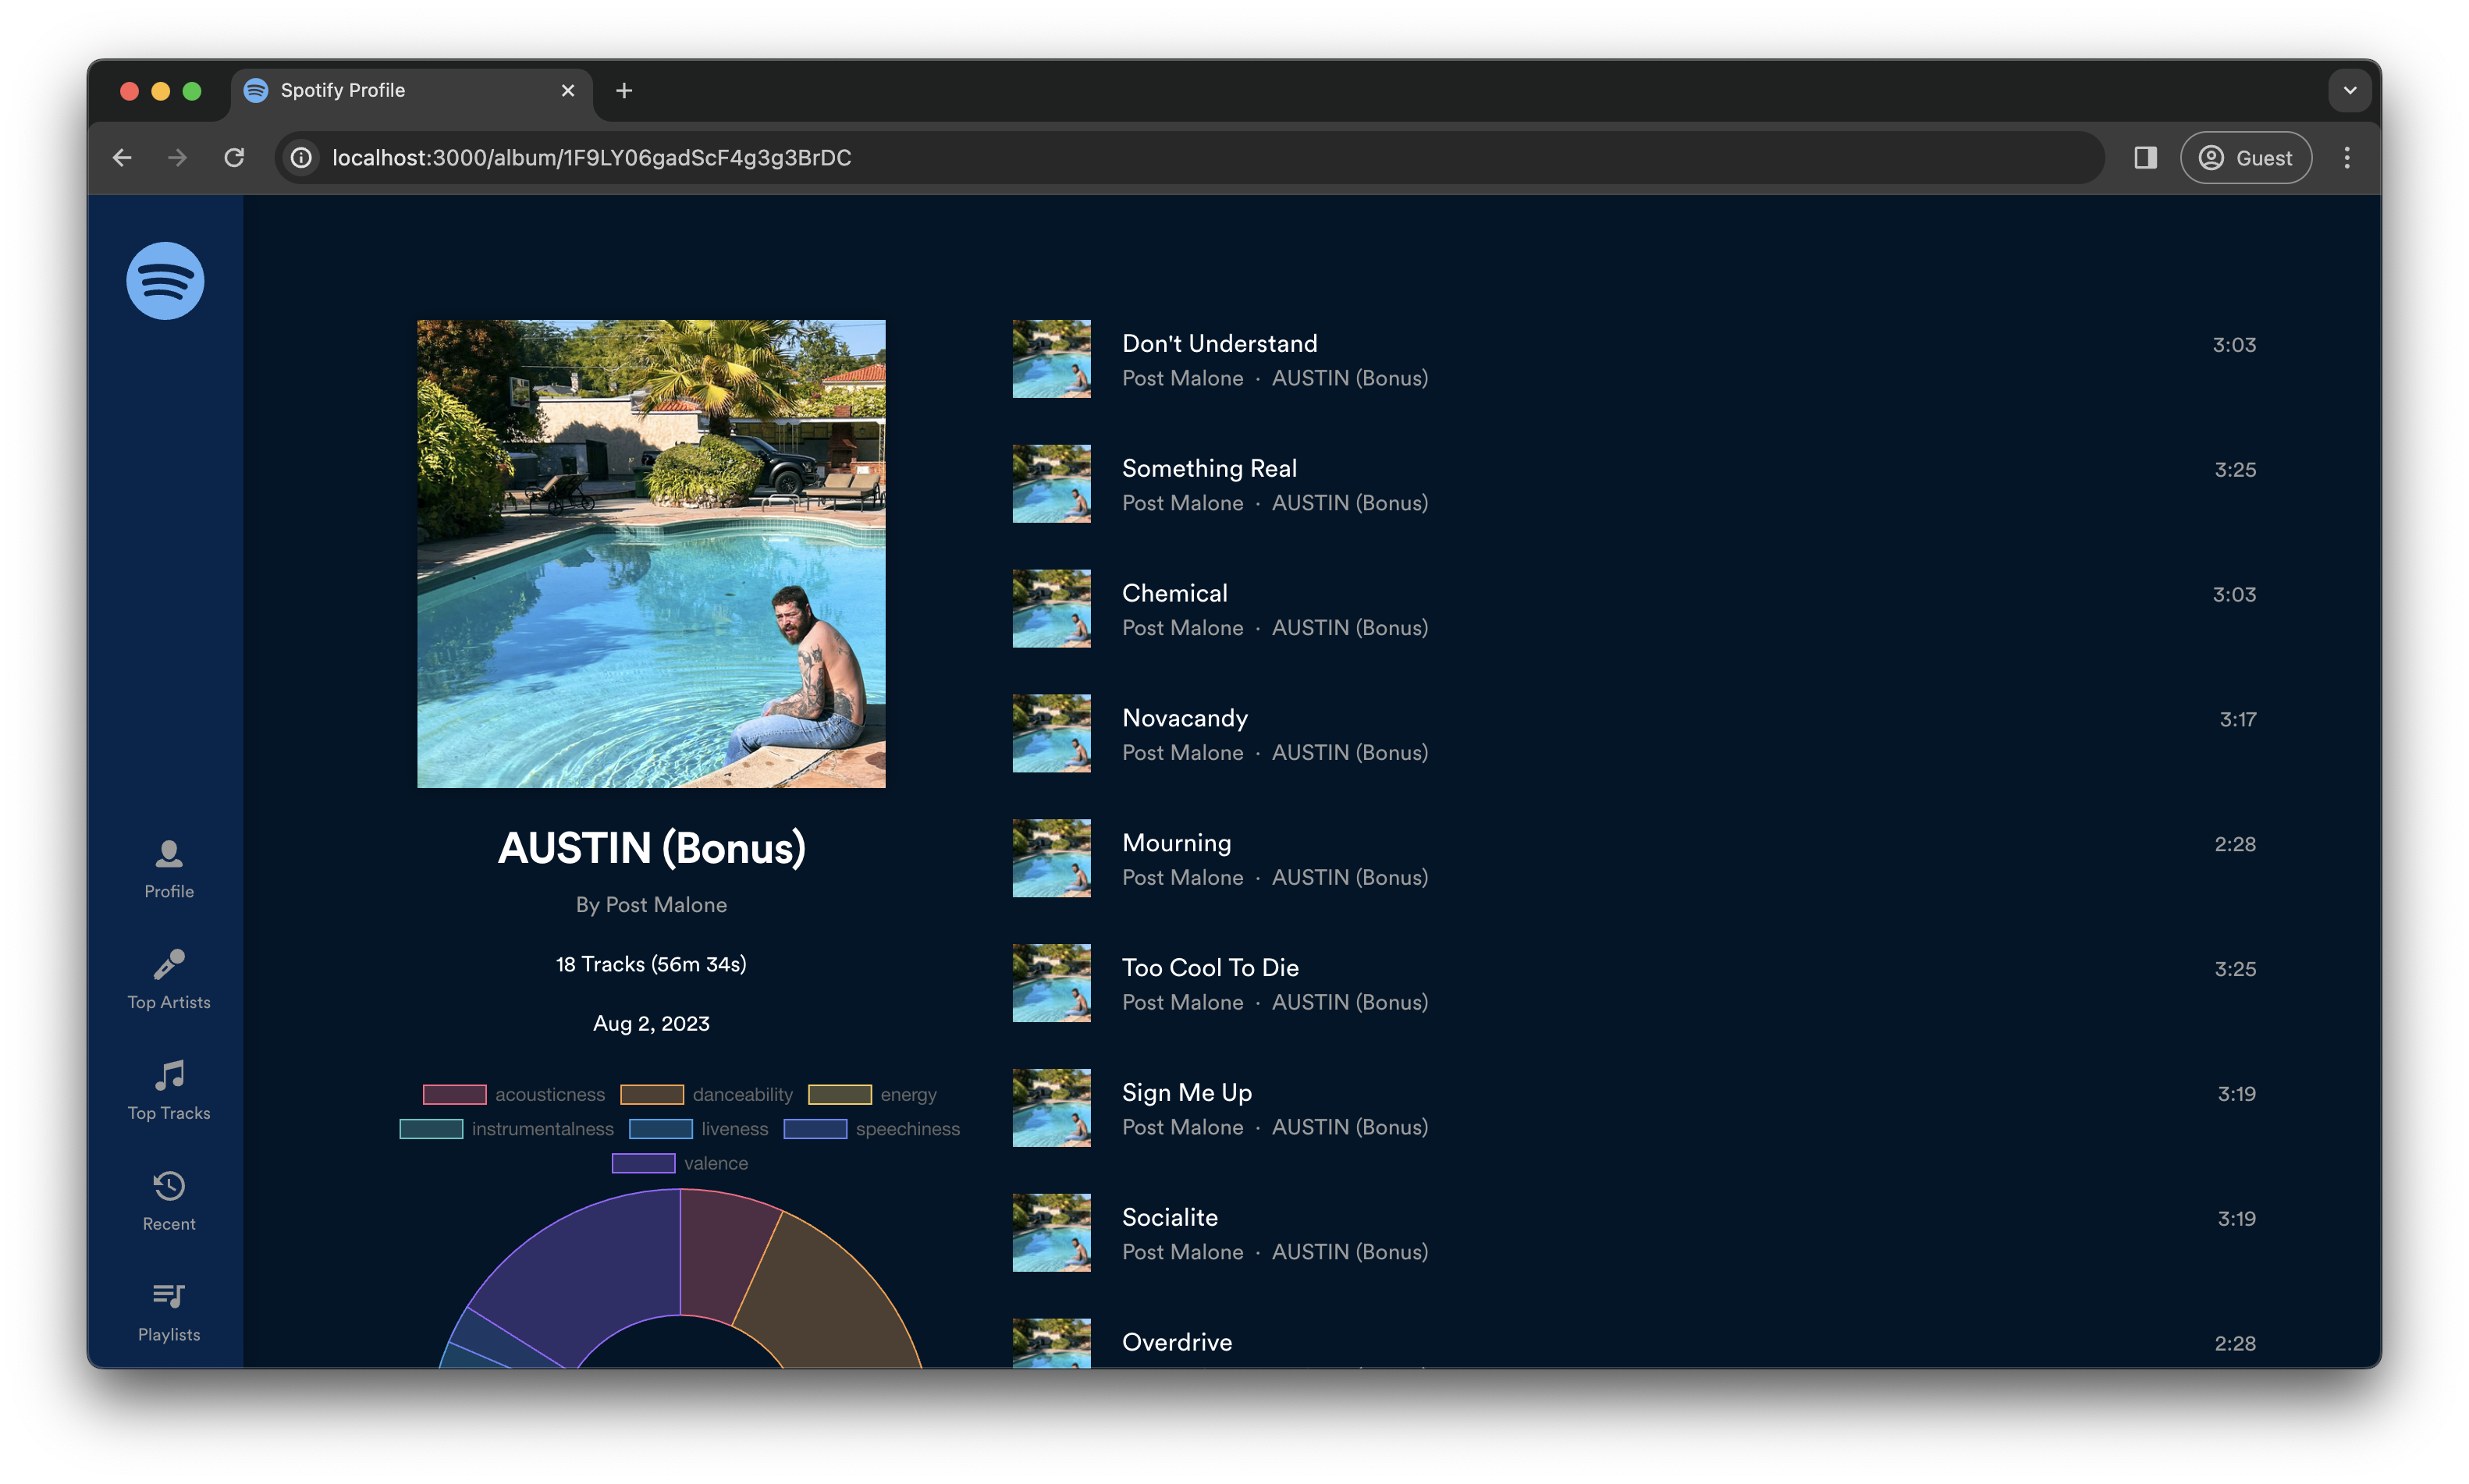 Spotify Profile
localhost:3000/album/1F9LY06gadScF4g3g3BrDC
Guest
Profile
Top Artists
Top Tracks
Recent
Playlists
AUSTIN (Bonus)
By Post Malone
18 Tracks (56m 34s)
Aug 2, 2023
acousticness danceability energy
instrumentalness liveness speechiness
valence
Don't Understand 3:03
Post Malone · AUSTIN (Bonus)
Something Real 3:25
Post Malone · AUSTIN (Bonus)
Chemical 3:03
Post Malone · AUSTIN (Bonus)
Novacandy 3:17
Post Malone · AUSTIN (Bonus)
Mourning 2:28
Post Malone · AUSTIN (Bonus)
Too Cool To Die 3:25
Post Malone · AUSTIN (Bonus)
Sign Me Up 3:19
Post Malone · AUSTIN (Bonus)
Socialite 3:19
Post Malone · AUSTIN (Bonus)
Overdrive 2:28